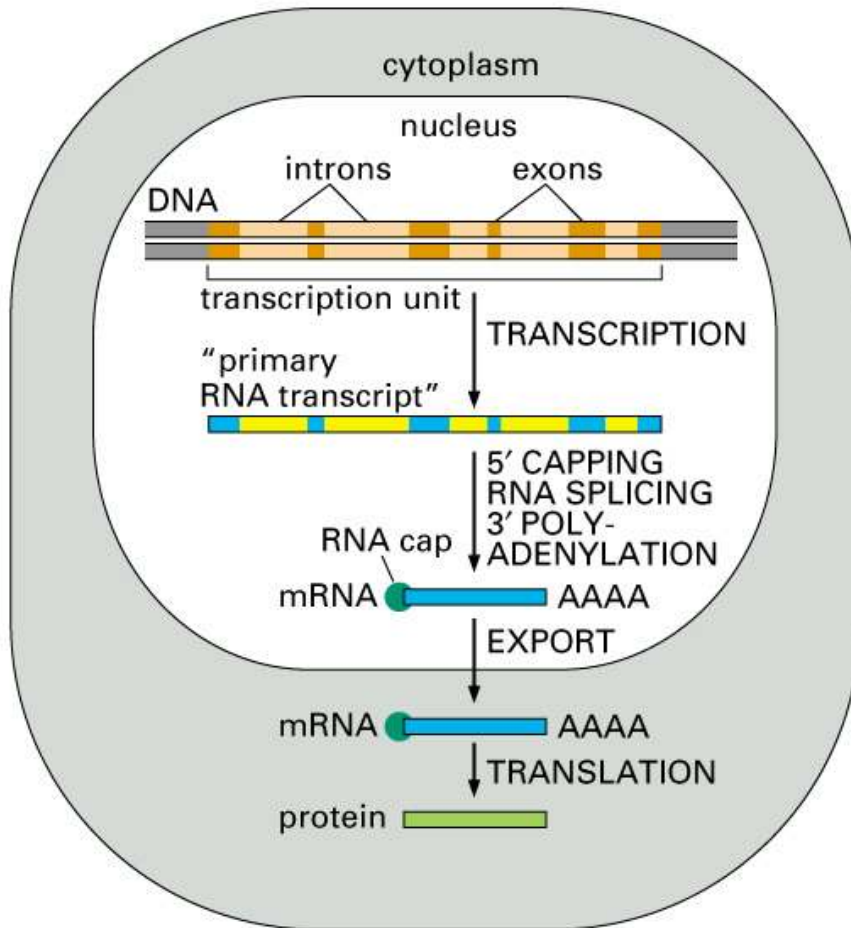 cytoplasm
nucleus
introns exons
DNA
transcription unit
TRANSCRIPTION
“primary
RNA transcript”
5′ CAPPING
RNA SPLICING
3′ POLY-
ADENYLATION
RNA cap
mRNA AAAA
EXPORT
mRNA AAAA
TRANSLATION
protein